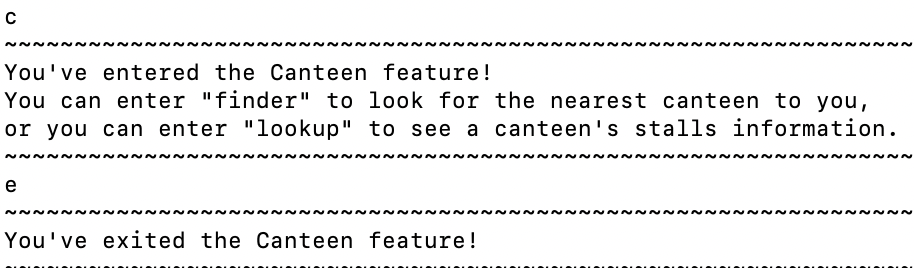 c
~~~~~~~~~~~~~~~~~~~~~~~~~~~~~~~~~~~~~~~~~~~~~~~~~~~~~~~~~~~~~~~~~
You've entered the Canteen feature!
You can enter "finder" to look for the nearest canteen to you,
or you can enter "lookup" to see a canteen's stalls information.
~~~~~~~~~~~~~~~~~~~~~~~~~~~~~~~~~~~~~~~~~~~~~~~~~~~~~~~~~~~~~~~~~
e
~~~~~~~~~~~~~~~~~~~~~~~~~~~~~~~~~~~~~~~~~~~~~~~~~~~~~~~~~~~~~~~~~
You've exited the Canteen feature!
~~~~~~~~~~~~~~~~~~~~~~~~~~~~~~~~~~~~~~~~~~~~~~~~~~~~~~~~~~~~~~~~~